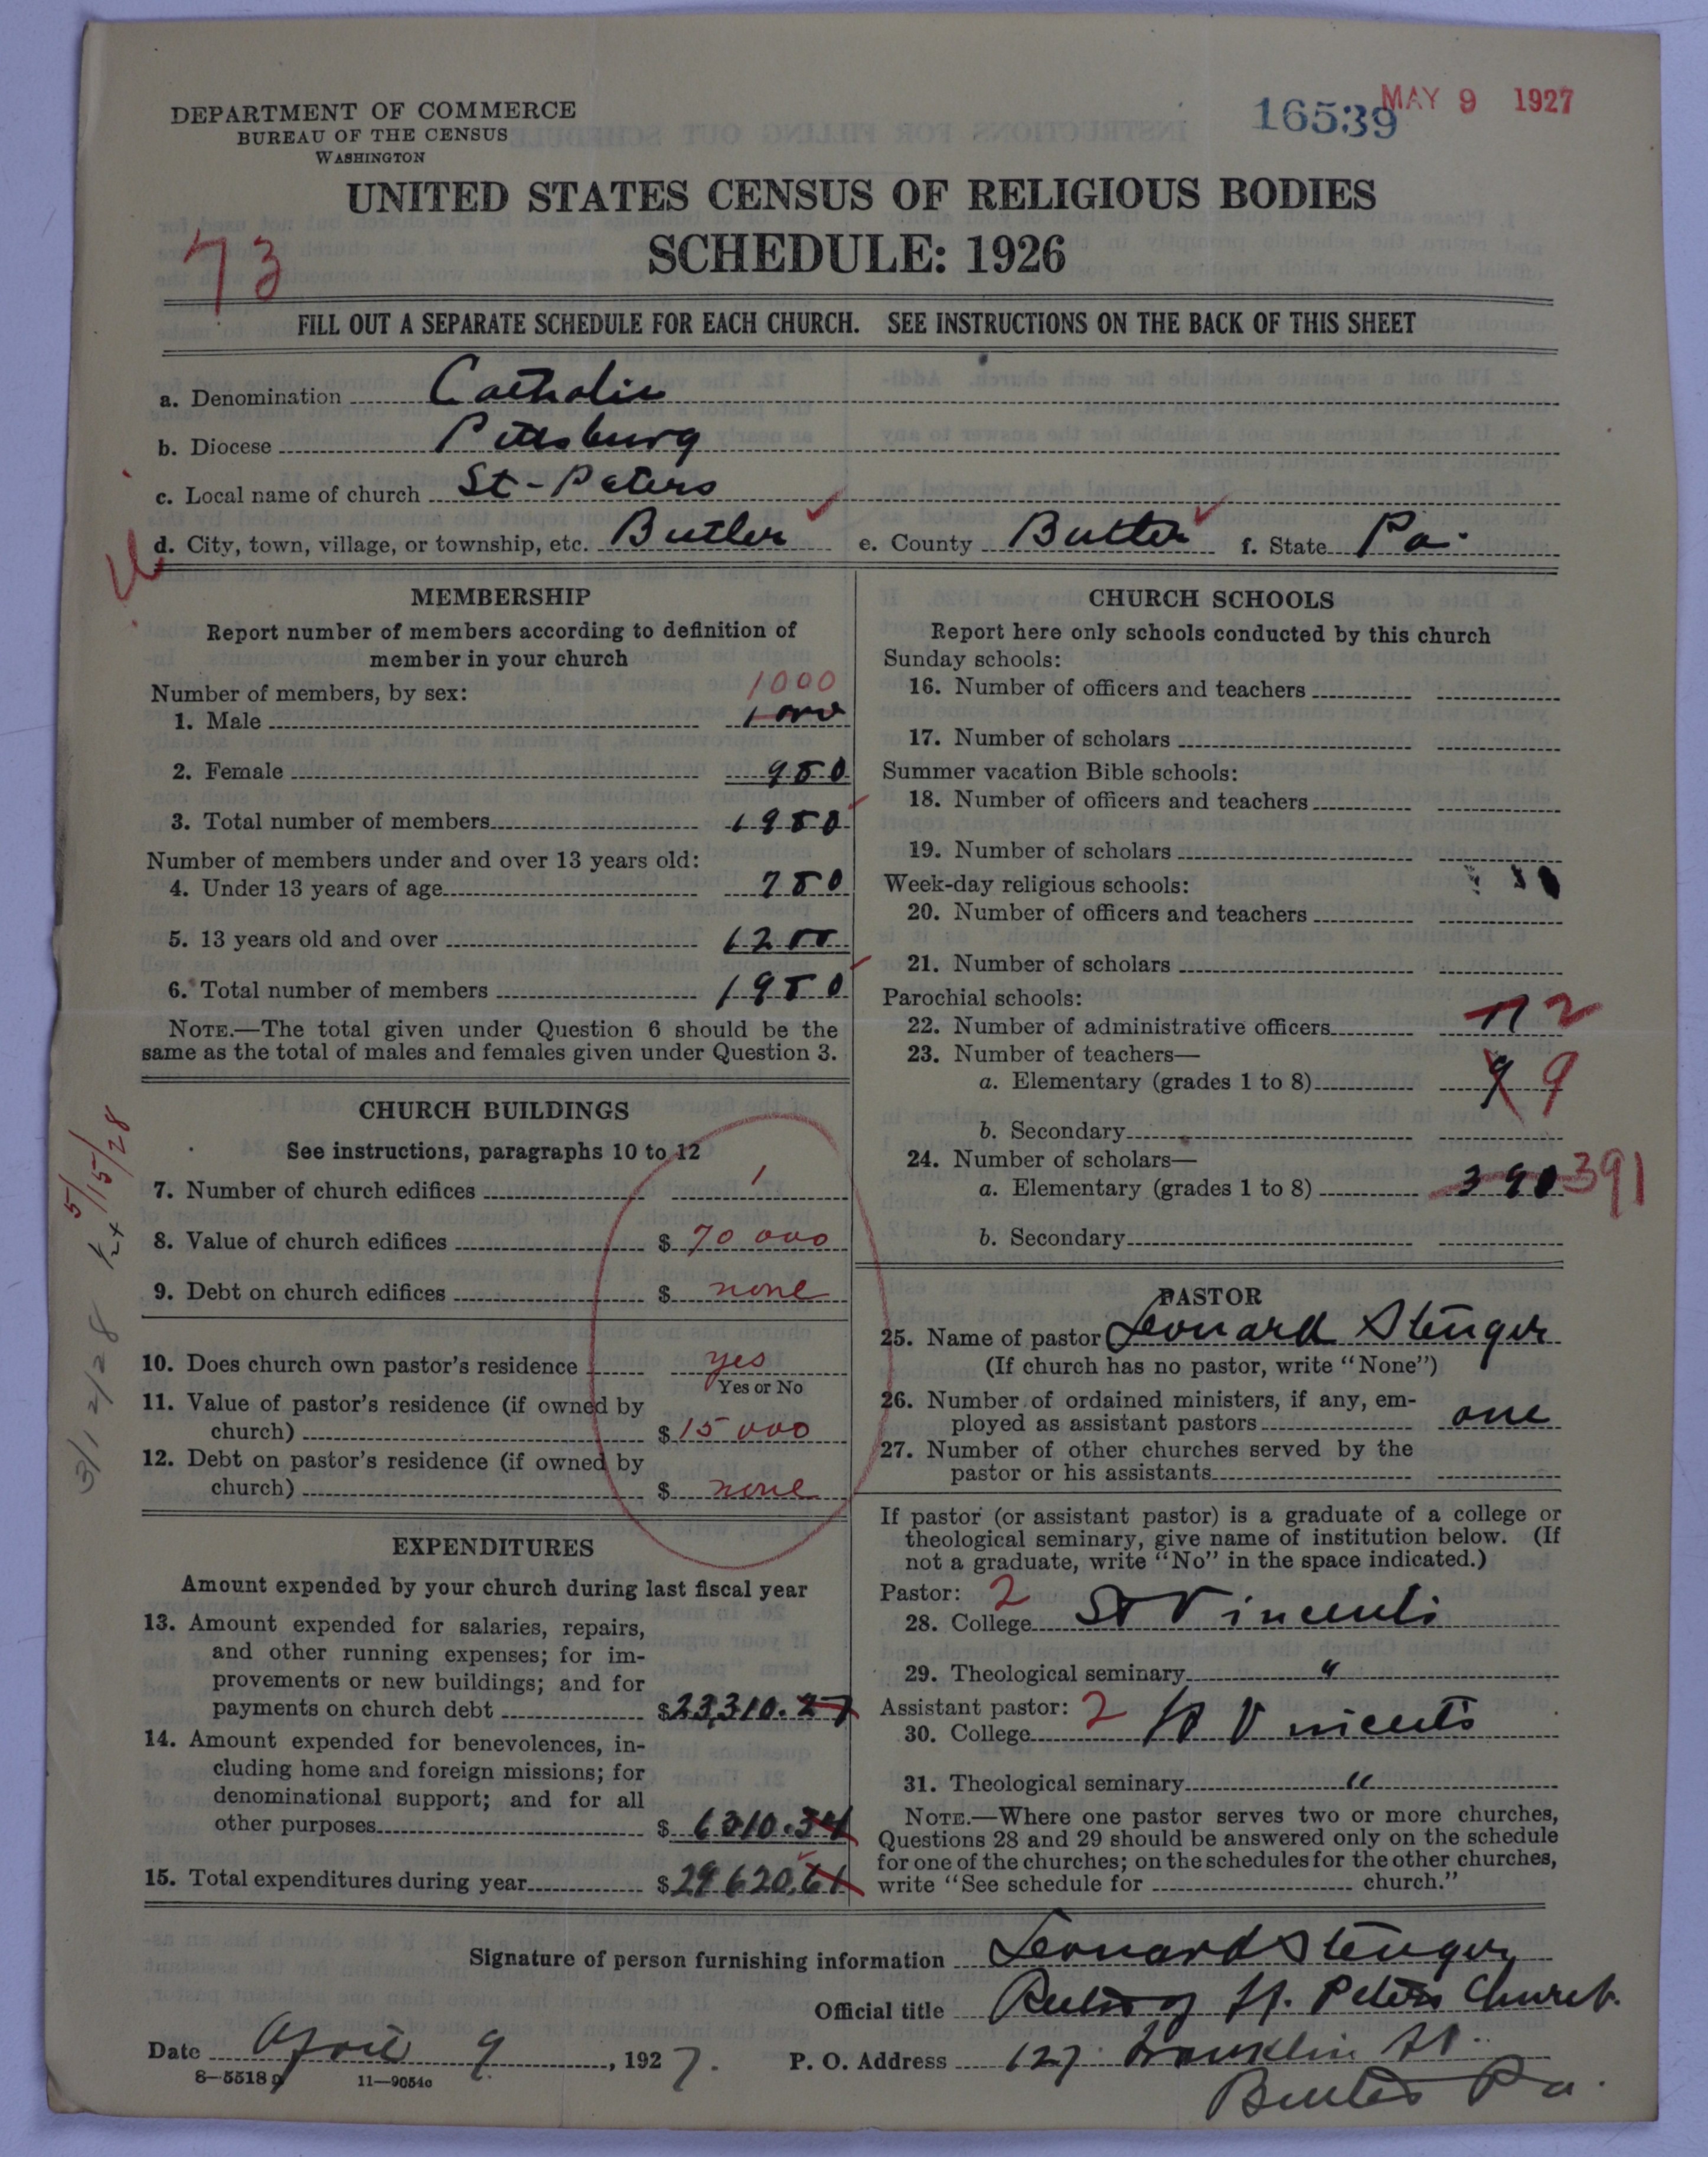 DEPARTMENT OF COMMERCE
BUREAU OF THE CENSUS
WASHINGTON
16539
MAY 9 1927
UNITED STATES CENSUS OF RELIGIOUS BODIES
SCHEDULE: 1926
73
FILL OUT A SEPARATE SCHEDULE FOR EACH CHURCH. SEE INSTRUCTIONS ON THE BACK OF THIS SHEET
a. Denomination Catholic
b. Diocese Pittsburg
c. Local name of church St-Peters
d. City, town, village, or township, etc. Butler e. County Butler f. State Pa.
MEMBERSHIP
Report number of members according to definition of
member in your church
Number of members, by sex:
1000
1. Male 1000
2. Female 980
3. Total number of members 1980
Number of members under and over 13 years old:
4. Under 13 years of age 780
5. 13 years old and over 1200
6. Total number of members 1980
NOTE.—The total given under Question 6 should be the
same as the total of males and females given under Question 3.
CHURCH BUILDINGS
See instructions, paragraphs 10 to 12
7. Number of church edifices 1
8. Value of church edifices $ 70 000
9. Debt on church edifices $ none
10. Does church own pastor's residence yes
Yes or No
11. Value of pastor's residence (if owned by
church) $ 15 000
12. Debt on pastor's residence (if owned by
church) $ none
5/15/28
3/12/28
EXPENDITURES
Amount expended by your church during last fiscal year
13. Amount expended for salaries, repairs,
and other running expenses; for im-
provements or new buildings; and for
payments on church debt $23,310.27
14. Amount expended for benevolences, in-
cluding home and foreign missions; for
denominational support; and for all
other purposes $ 6310.34
15. Total expenditures during year $29620.61
CHURCH SCHOOLS
Report here only schools conducted by this church
Sunday schools:
16. Number of officers and teachers
17. Number of scholars
Summer vacation Bible schools:
18. Number of officers and teachers
19. Number of scholars
Week-day religious schools:
20. Number of officers and teachers
21. Number of scholars
Parochial schools:
22. Number of administrative officers 2
23. Number of teachers—
a. Elementary (grades 1 to 8) 9 9
b. Secondary
24. Number of scholars—
a. Elementary (grades 1 to 8) 391
b. Secondary
PASTOR
25. Name of pastor Leonard Stenger
(If church has no pastor, write "None")
26. Number of ordained ministers, if any, em-
ployed as assistant pastors one
27. Number of other churches served by the
pastor or his assistants
If pastor (or assistant pastor) is a graduate of a college or
theological seminary, give name of institution below. (If
not a graduate, write "No" in the space indicated.)
Pastor: 2
28. College St Vincents
29. Theological seminary "
Assistant pastor: 2
30. College St Vincents
31. Theological seminary "
NOTE.—Where one pastor serves two or more churches,
Questions 28 and 29 should be answered only on the schedule
for one of the churches; on the schedules for the other churches,
write "See schedule for church."
Signature of person furnishing information Leonard Stenger
Official title Rector of St. Peters Church.
Date April 9, 1927. P. O. Address 127 Franklin St.
Butler Pa.
8—5518 11—9054c